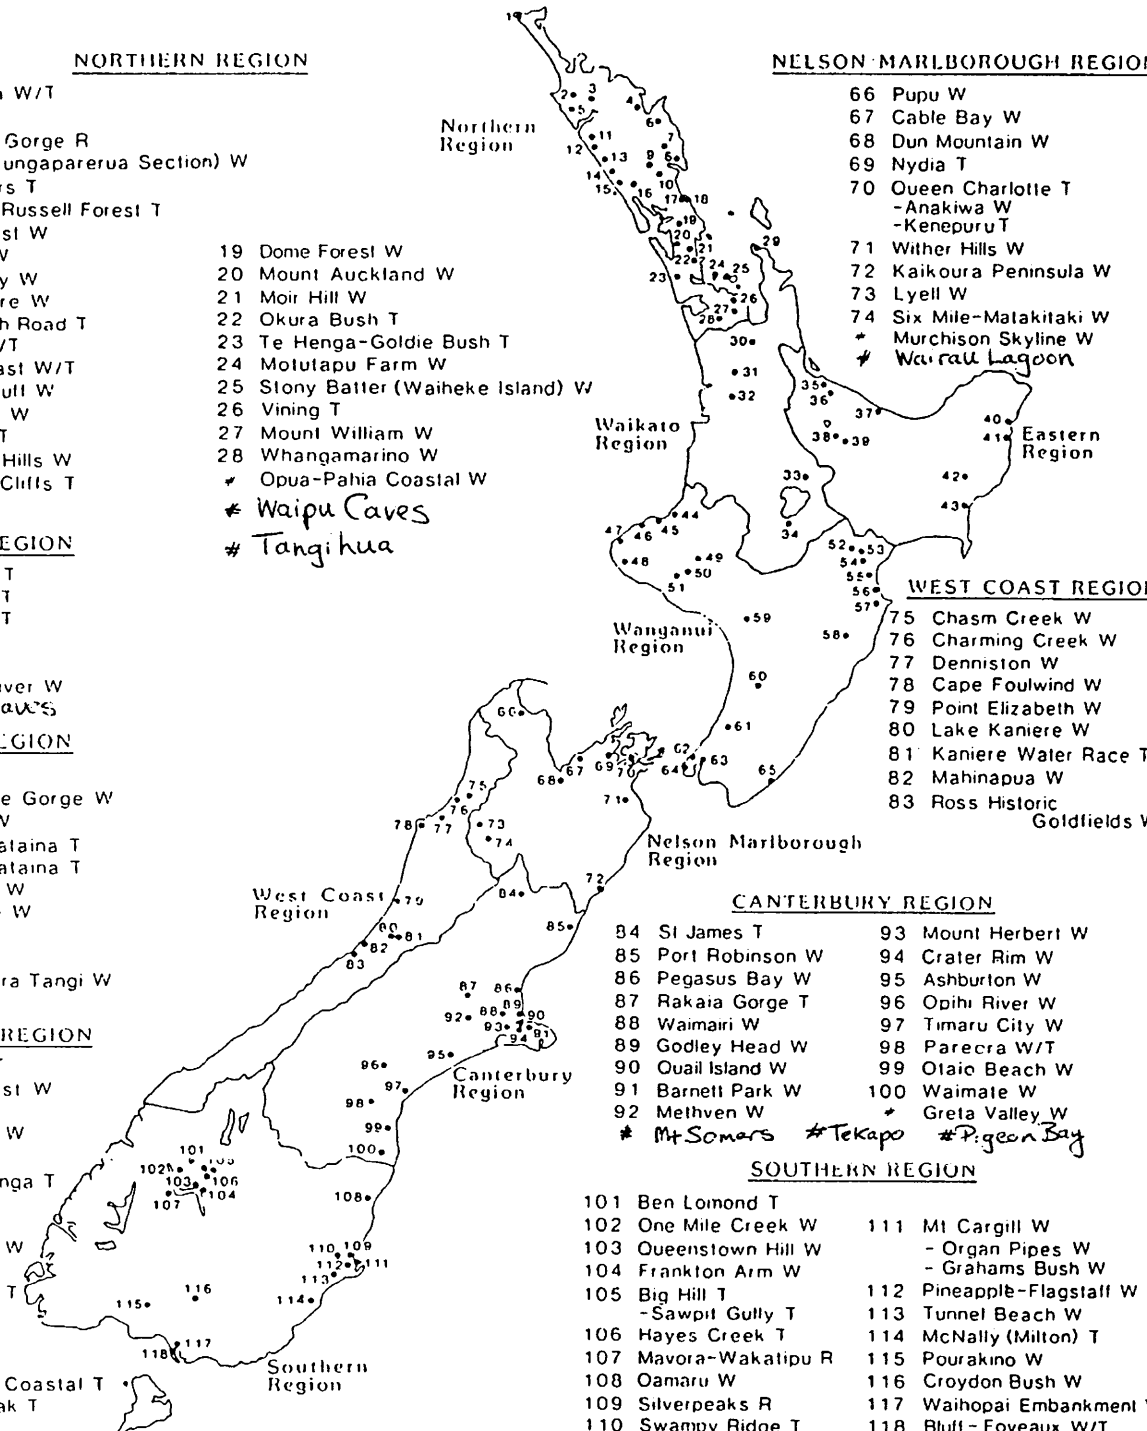 NORTHERN REGION
W/T
Gorge R
ungaparerua Section) W
rs T
Russell Forest T
st W
W
y W
re W
h Road T
/T
ast W/T
uff W
W
T
Hills W
Cliffs T
19 Dome Forest W
20 Mount Auckland W
21 Moir Hill W
22 Okura Bush T
23 Te Henga-Goldie Bush T
24 Motutapu Farm W
25 Stony Batter (Waiheke Island) W
26 Vining T
27 Mount William W
28 Whangamarino W
* Opua-Pahia Coastal W
* Waipu Caves
# Tangihua
EGION
T
T
T
iver W
aves
EGION
e Gorge W
W
ataina T
ataina T
W
W
ra Tangi W
REGION
T
st W
W
nga T
W
T
Coastal T
ak T
Northern
Region
Waikato
Region
Eastern
Region
Wanganui
Region
Nelson Marlborough
Region
West Coast
Region
Canterbury
Region
Southern
Region
NELSON MARLBOROUGH REGION
66 Pupu W
67 Cable Bay W
68 Dun Mountain W
69 Nydia T
70 Queen Charlotte T
-Anakiwa W
-Kenepuru T
71 Wither Hills W
72 Kaikoura Peninsula W
73 Lyell W
74 Six Mile-Matakitaki W
* Murchison Skyline W
# Wairau Lagoon
WEST COAST REGION
75 Chasm Creek W
76 Charming Creek W
77 Denniston W
78 Cape Foulwind W
79 Point Elizabeth W
80 Lake Kaniere W
81 Kaniere Water Race T
82 Mahinapua W
83 Ross Historic
Goldfields W
CANTERBURY REGION
84 St James T
85 Port Robinson W
86 Pegasus Bay W
87 Rakaia Gorge T
88 Waimairi W
89 Godley Head W
90 Quail Island W
91 Barnett Park W
92 Methven W
93 Mount Herbert W
94 Crater Rim W
95 Ashburton W
96 Opihi River W
97 Timaru City W
98 Pareora W/T
99 Otaio Beach W
100 Waimate W
* Greta Valley W
# Mt Somers #Tekapo #Pigeon Bay
SOUTHERN REGION
101 Ben Lomond T
102 One Mile Creek W
103 Queenstown Hill W
104 Frankton Arm W
105 Big Hill T
-Sawpit Gully T
106 Hayes Creek T
107 Mavora-Wakatipu R
108 Oamaru W
109 Silverpeaks R
110 Swampy Ridge T
111 Mt Cargill W
- Organ Pipes W
- Grahams Bush W
112 Pineapple-Flagstaff W
113 Tunnel Beach W
114 McNally (Milton) T
115 Pourakino W
116 Croydon Bush W
117 Waihopai Embankment W
118 Bluff-Foveaux W/T